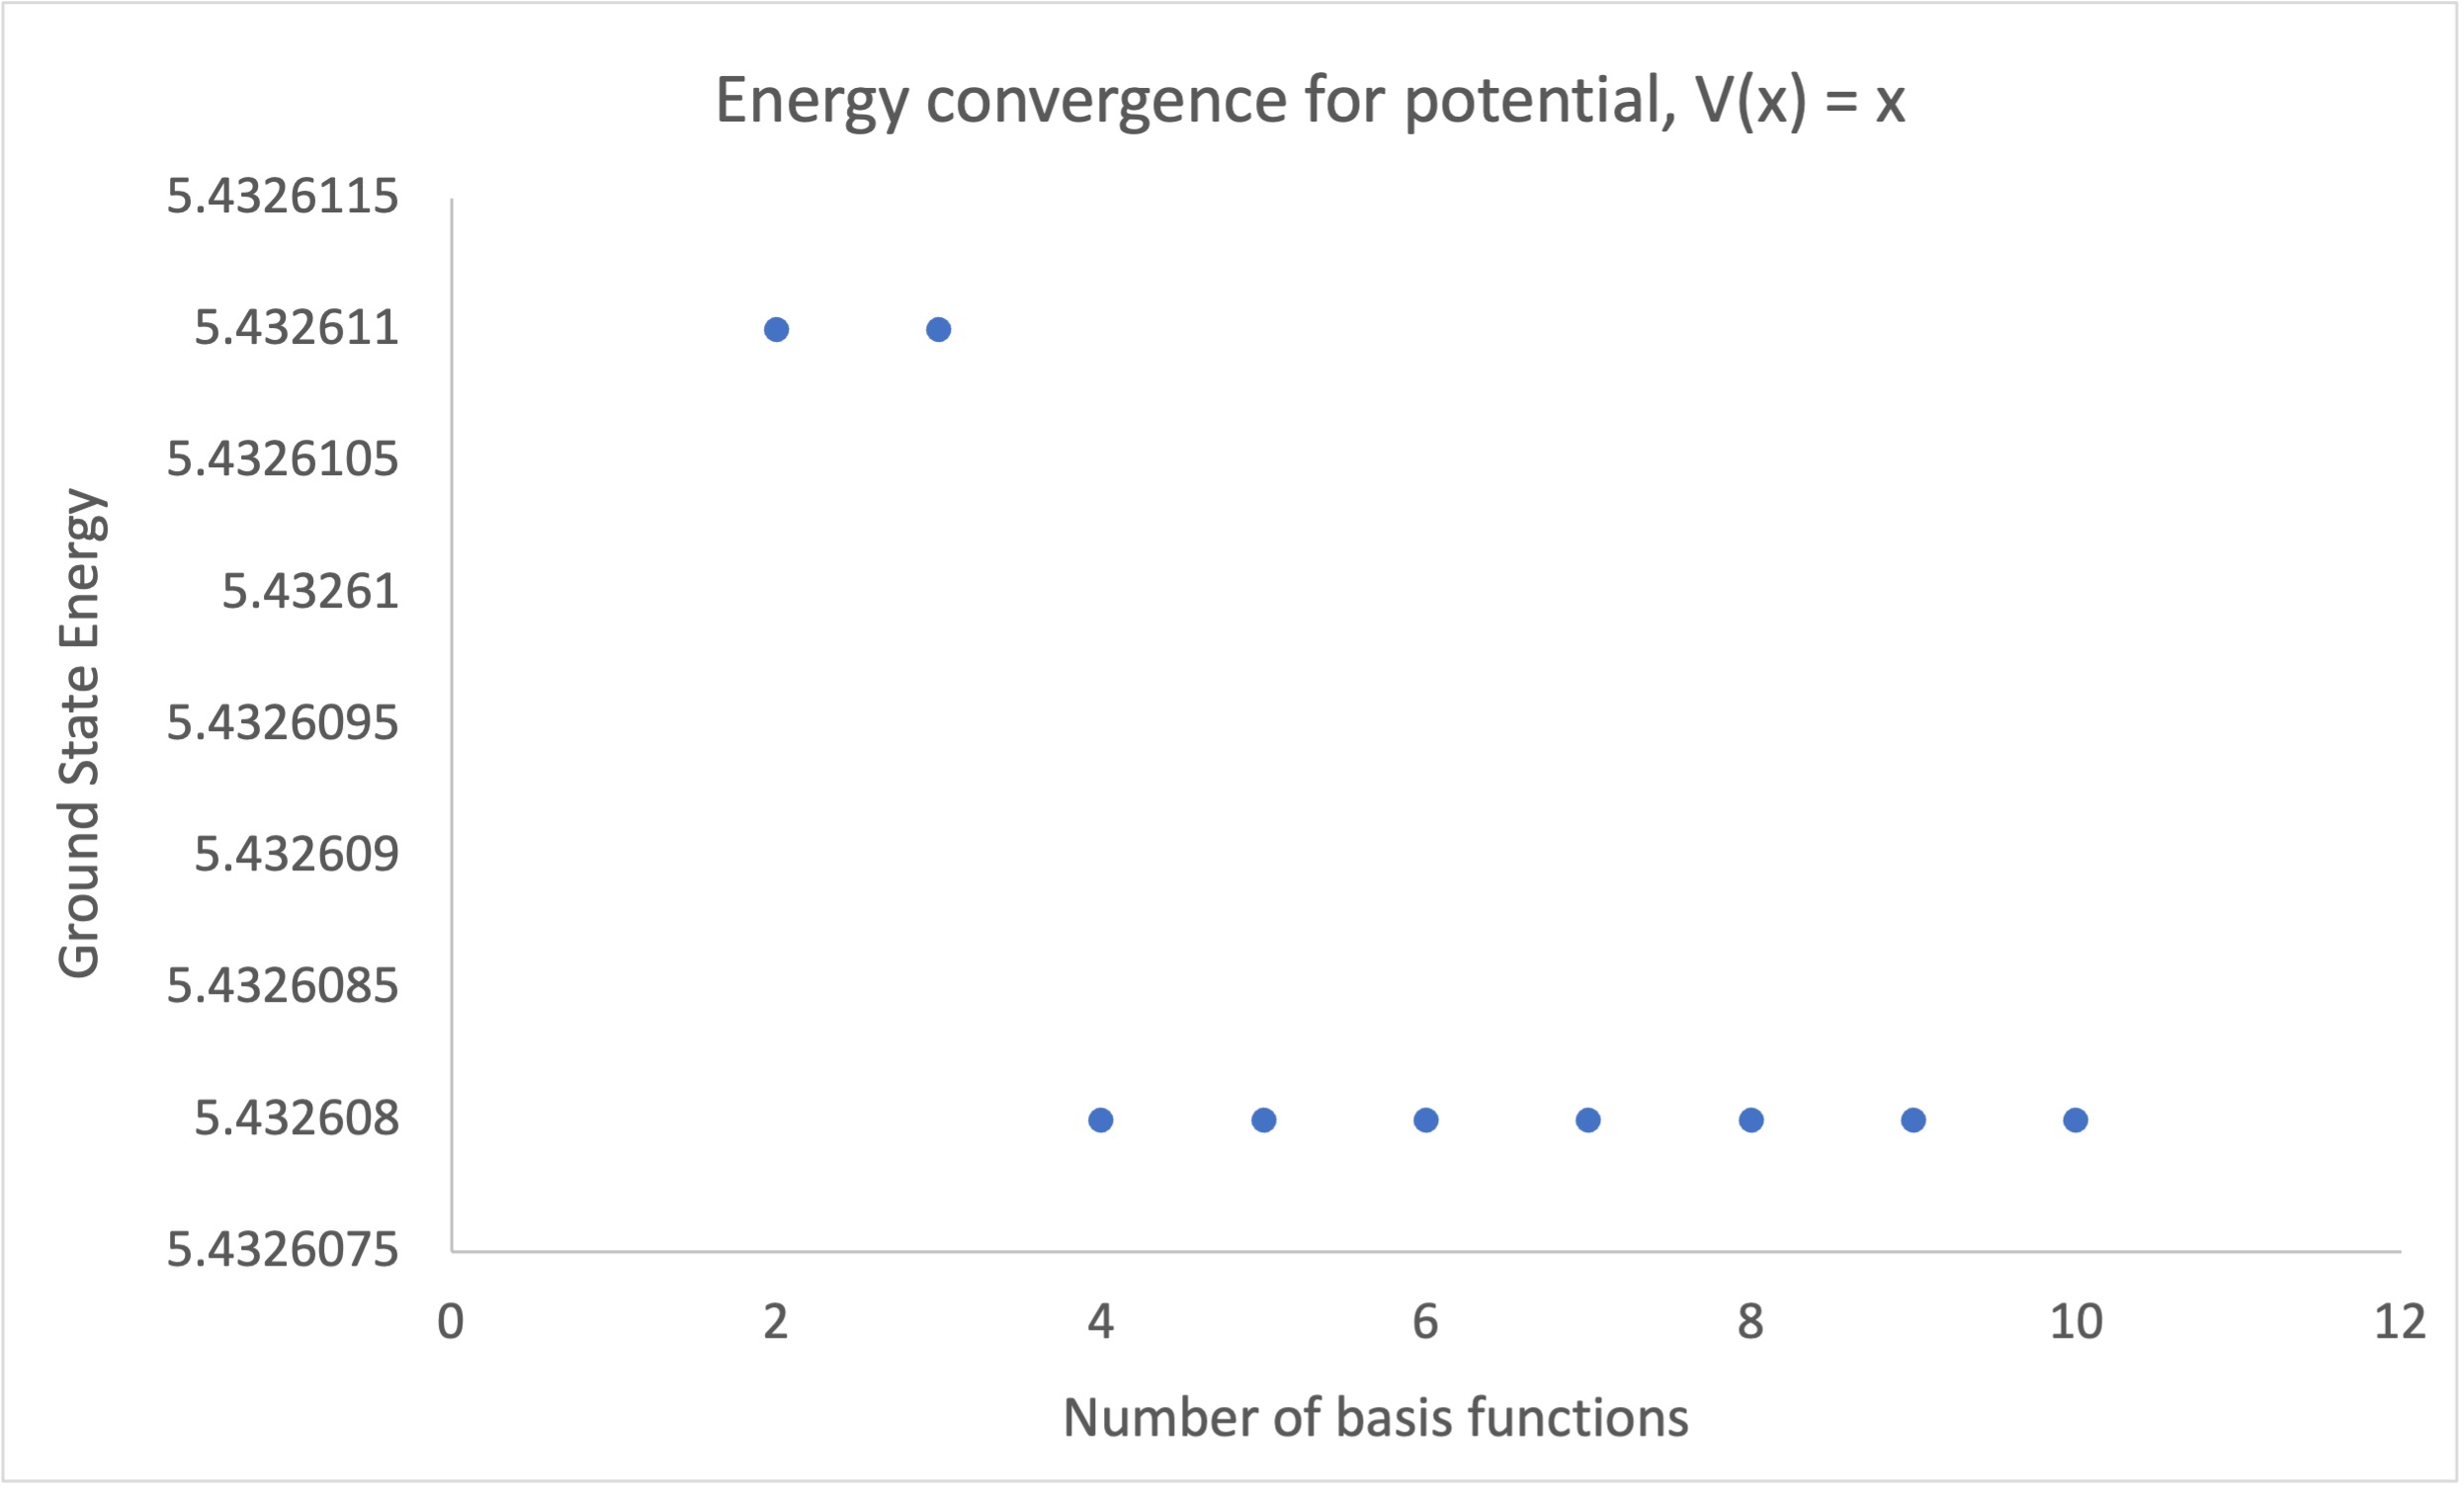 Energy convergence for potential, V(x) = x
5.4326115
5.432611
5.4326105
5.43261
5.4326095
5.432609
5.4326085
5.432608
5.4326075
Ground State Energy
0 2 4 6 8 10 12
Number of basis functions